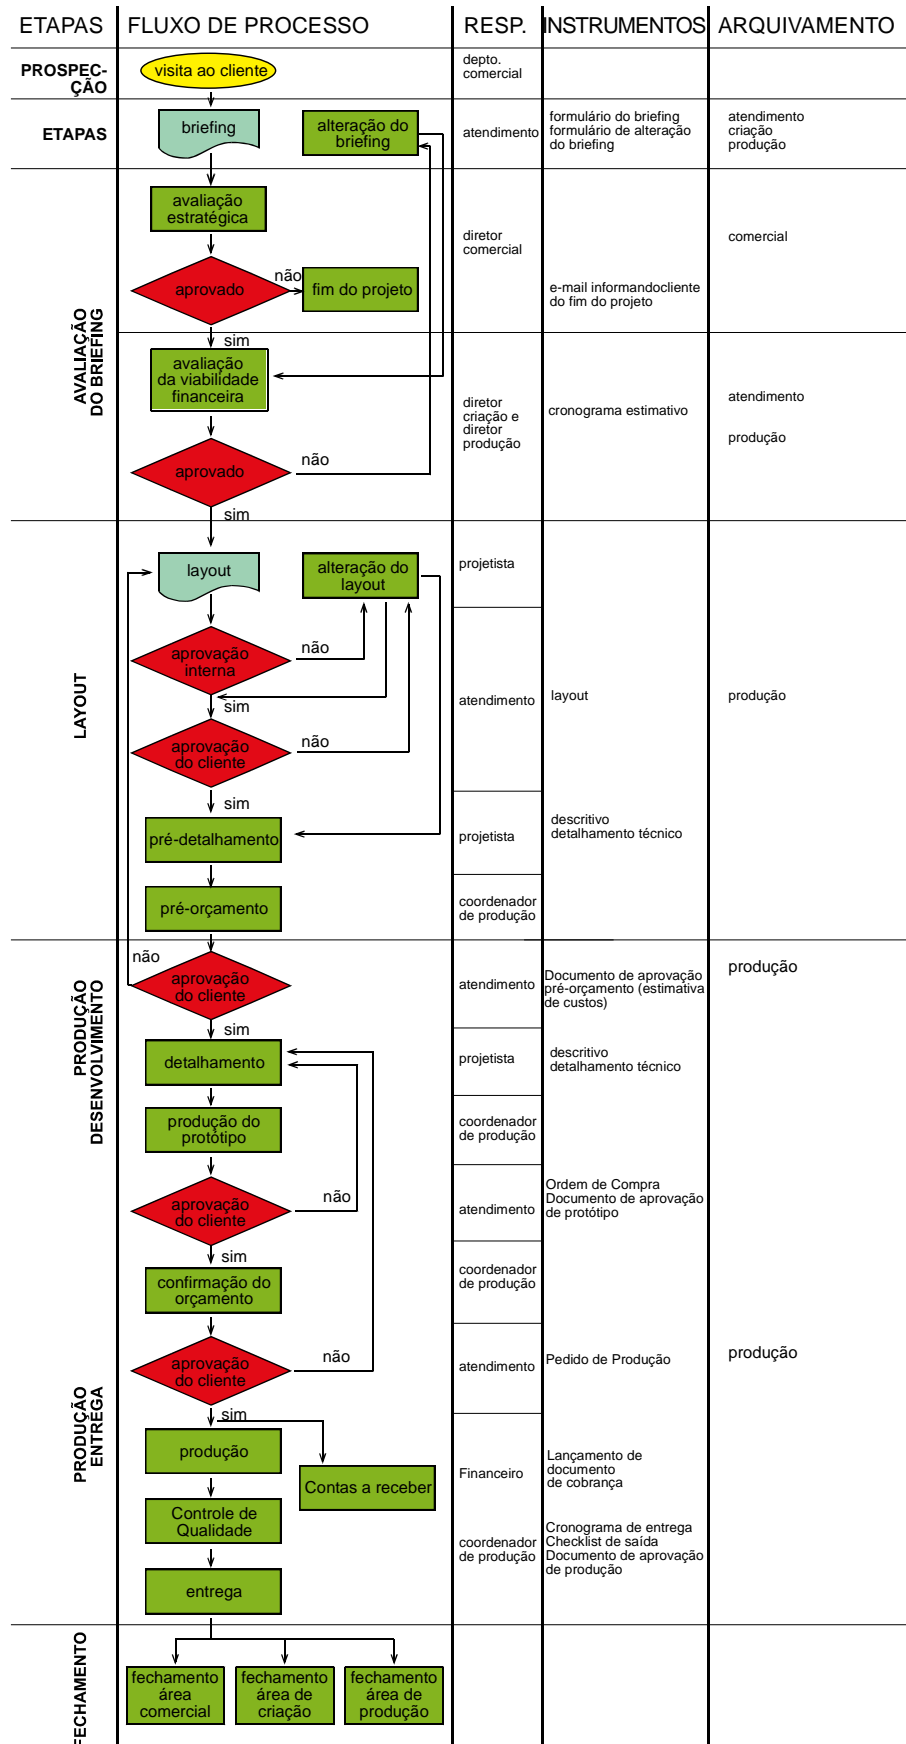 ETAPAS
FLUXO DE PROCESSO
RESP.
INSTRUMENTOS
ARQUIVAMENTO
PROSPEC-
ÇÃO
visita ao cliente
depto.
comercial
ETAPAS
briefing
alteração do
briefing
atendimento
formulário do briefing
formulário de alteração
do briefing
atendimento
criação
produção
AVALIAÇÃO
DO BRIEFING
avaliação
estratégica
diretor
comercial
comercial
aprovado
não
fim do projeto
e-mail informandocliente
do fim do projeto
sim
avaliação
da viabilidade
financeira
diretor
criação e
diretor
produção
cronograma estimativo
atendimento
produção
aprovado
não
sim
LAYOUT
layout
alteração do
layout
projetista
aprovação
interna
não
sim
atendimento
layout
produção
aprovação
do cliente
não
sim
pré-detalhamento
projetista
descritivo
detalhamento técnico
pré-orçamento
coordenador
de produção
PRODUÇÃO
DESENVOLVIMENTO
não
aprovação
do cliente
atendimento
Documento de aprovação
pré-orçamento (estimativa
de custos)
produção
sim
detalhamento
projetista
descritivo
detalhamento técnico
produção do
protótipo
coordenador
de produção
aprovação
do cliente
não
atendimento
Ordem de Compra
Documento de aprovação
de protótipo
sim
confirmação do
orçamento
coordenador
de produção
PRODUÇÃO
ENTREGA
aprovação
do cliente
não
atendimento
Pedido de Produção
produção
sim
produção
Contas a receber
Financeiro
Lançamento de
documento
de cobrança
Controle de
Qualidade
coordenador
de produção
Cronograma de entrega
Checklist de saída
Documento de aprovação
de produção
entrega
FECHAMENTO
fechamento
área
comercial
fechamento
área de
criação
fechamento
área de
produção